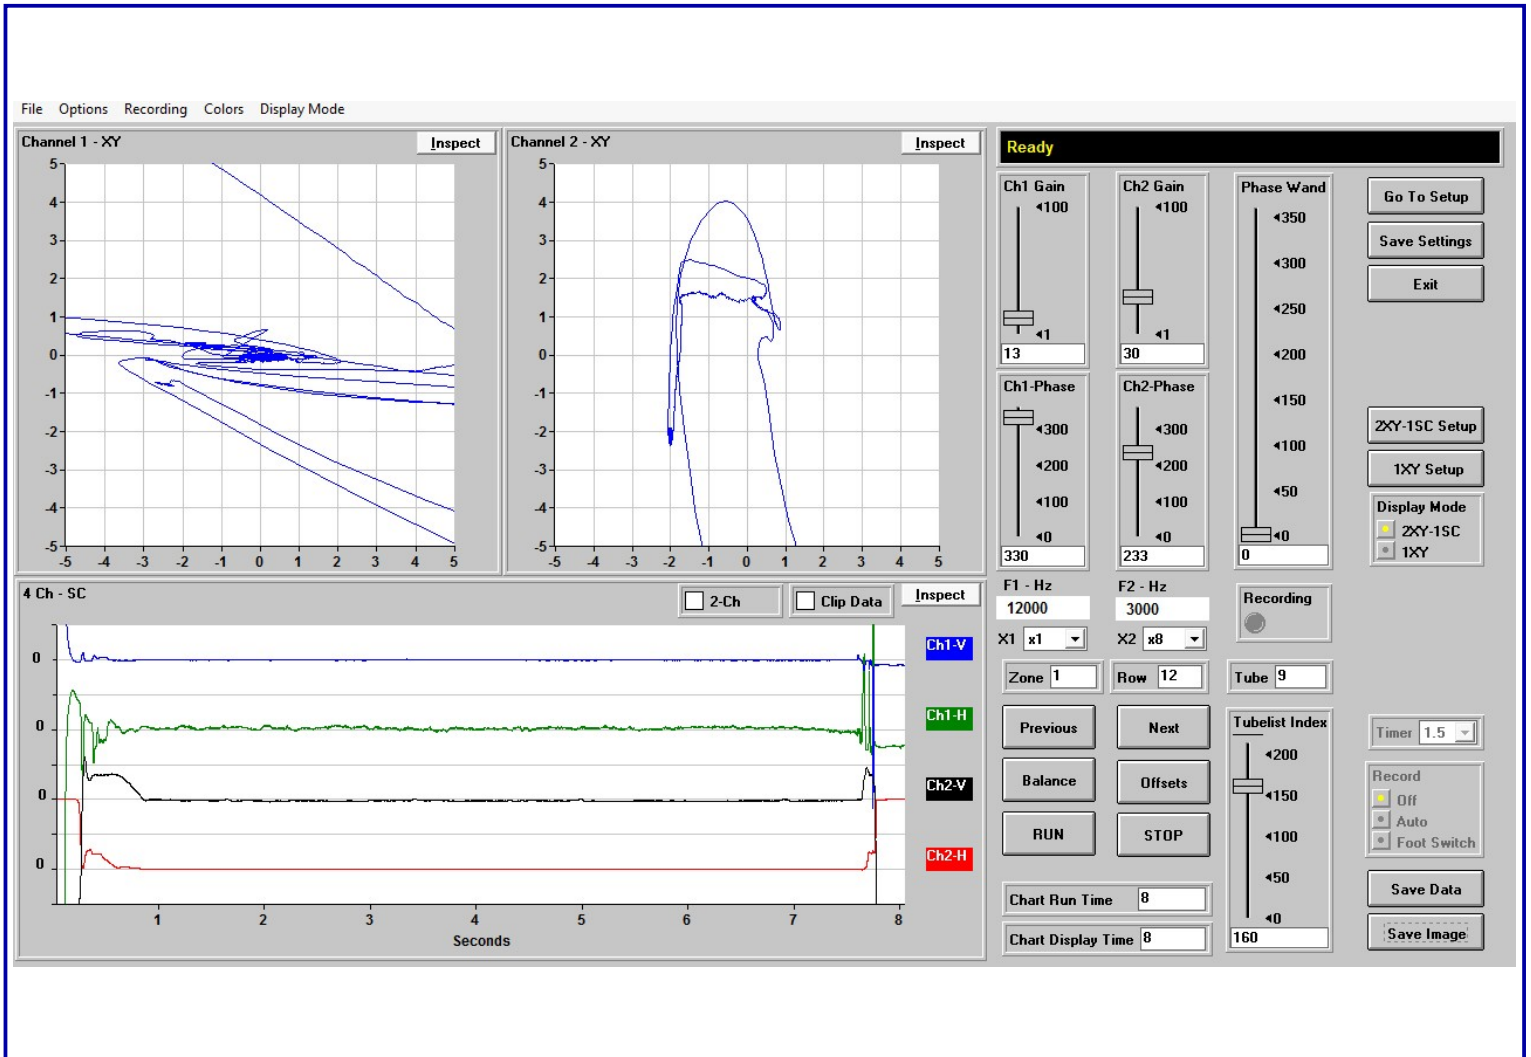 File Options Recording Colors Display Mode
Channel 1 - XY Inspect
5
4
3
2
1
0
-1
-2
-3
-4
-5
-5 -4 -3 -2 -1 0 1 2 3 4 5
Channel 2 - XY Inspect
5
4
3
2
1
0
-1
-2
-3
-4
-5
-5 -4 -3 -2 -1 0 1 2 3 4 5
4 Ch - SC 2-Ch Clip Data Inspect
0
0
0
0
Ch1-V
Ch1-H
Ch2-V
Ch2-H
1 2 3 4 5 6 7 8
Seconds
Ready
Ch1 Gain
100
1
13
Ch2 Gain
100
1
30
Phase Wand
350
300
250
200
150
100
50
0
0
Ch1-Phase
300
200
100
0
330
Ch2-Phase
300
200
100
0
233
Go To Setup
Save Settings
Exit
2XY-1SC Setup
1XY Setup
Display Mode
2XY-1SC
1XY
F1 - Hz
12000
F2 - Hz
3000
Recording
X1 x1
X2 x8
Zone 1
Row 12
Tube 9
Previous
Next
Balance
Offsets
RUN
STOP
Tubelist Index
200
150
100
50
0
160
Timer 1.5
Record
Off
Auto
Foot Switch
Chart Run Time 8
Chart Display Time 8
Save Data
Save Image